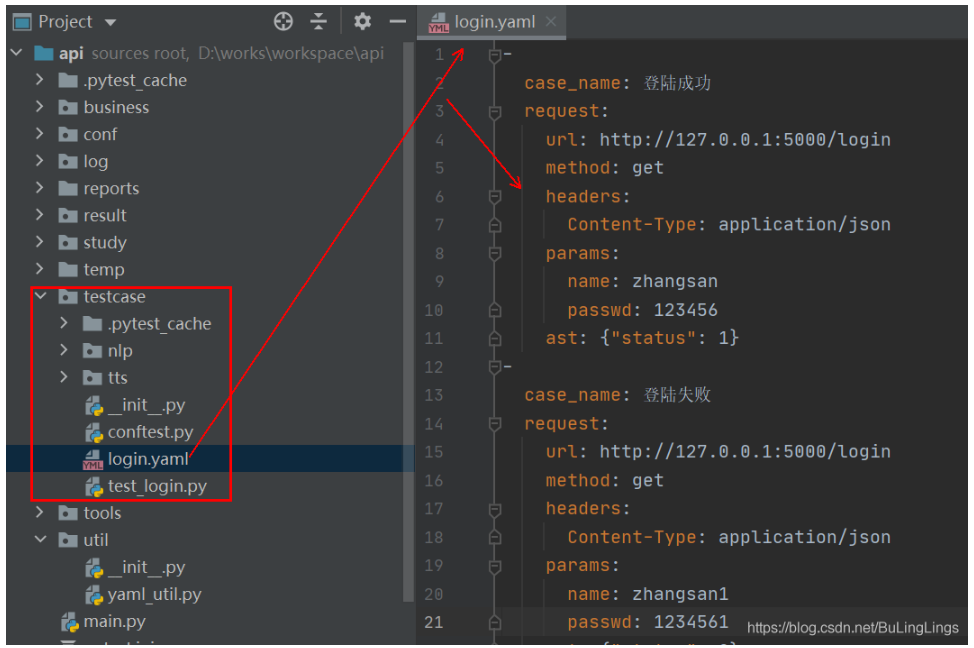 Project
api sources root, D:\works\workspace\api
.pytest_cache
business
conf
log
reports
result
study
temp
testcase
.pytest_cache
nlp
tts
__init__.py
conftest.py
login.yaml
test_login.py
tools
util
__init__.py
yaml_util.py
main.py
login.yaml
1 -
2 case_name: 登陆成功
3 request:
4 url: http://127.0.0.1:5000/login
5 method: get
6 headers:
7 Content-Type: application/json
8 params:
9 name: zhangsan
10 passwd: 123456
11 ast: {"status": 1}
12 -
13 case_name: 登陆失败
14 request:
15 url: http://127.0.0.1:5000/login
16 method: get
17 headers:
18 Content-Type: application/json
19 params:
20 name: zhangsan1
21 passwd: 1234561
https://blog.csdn.net/BuLingLings